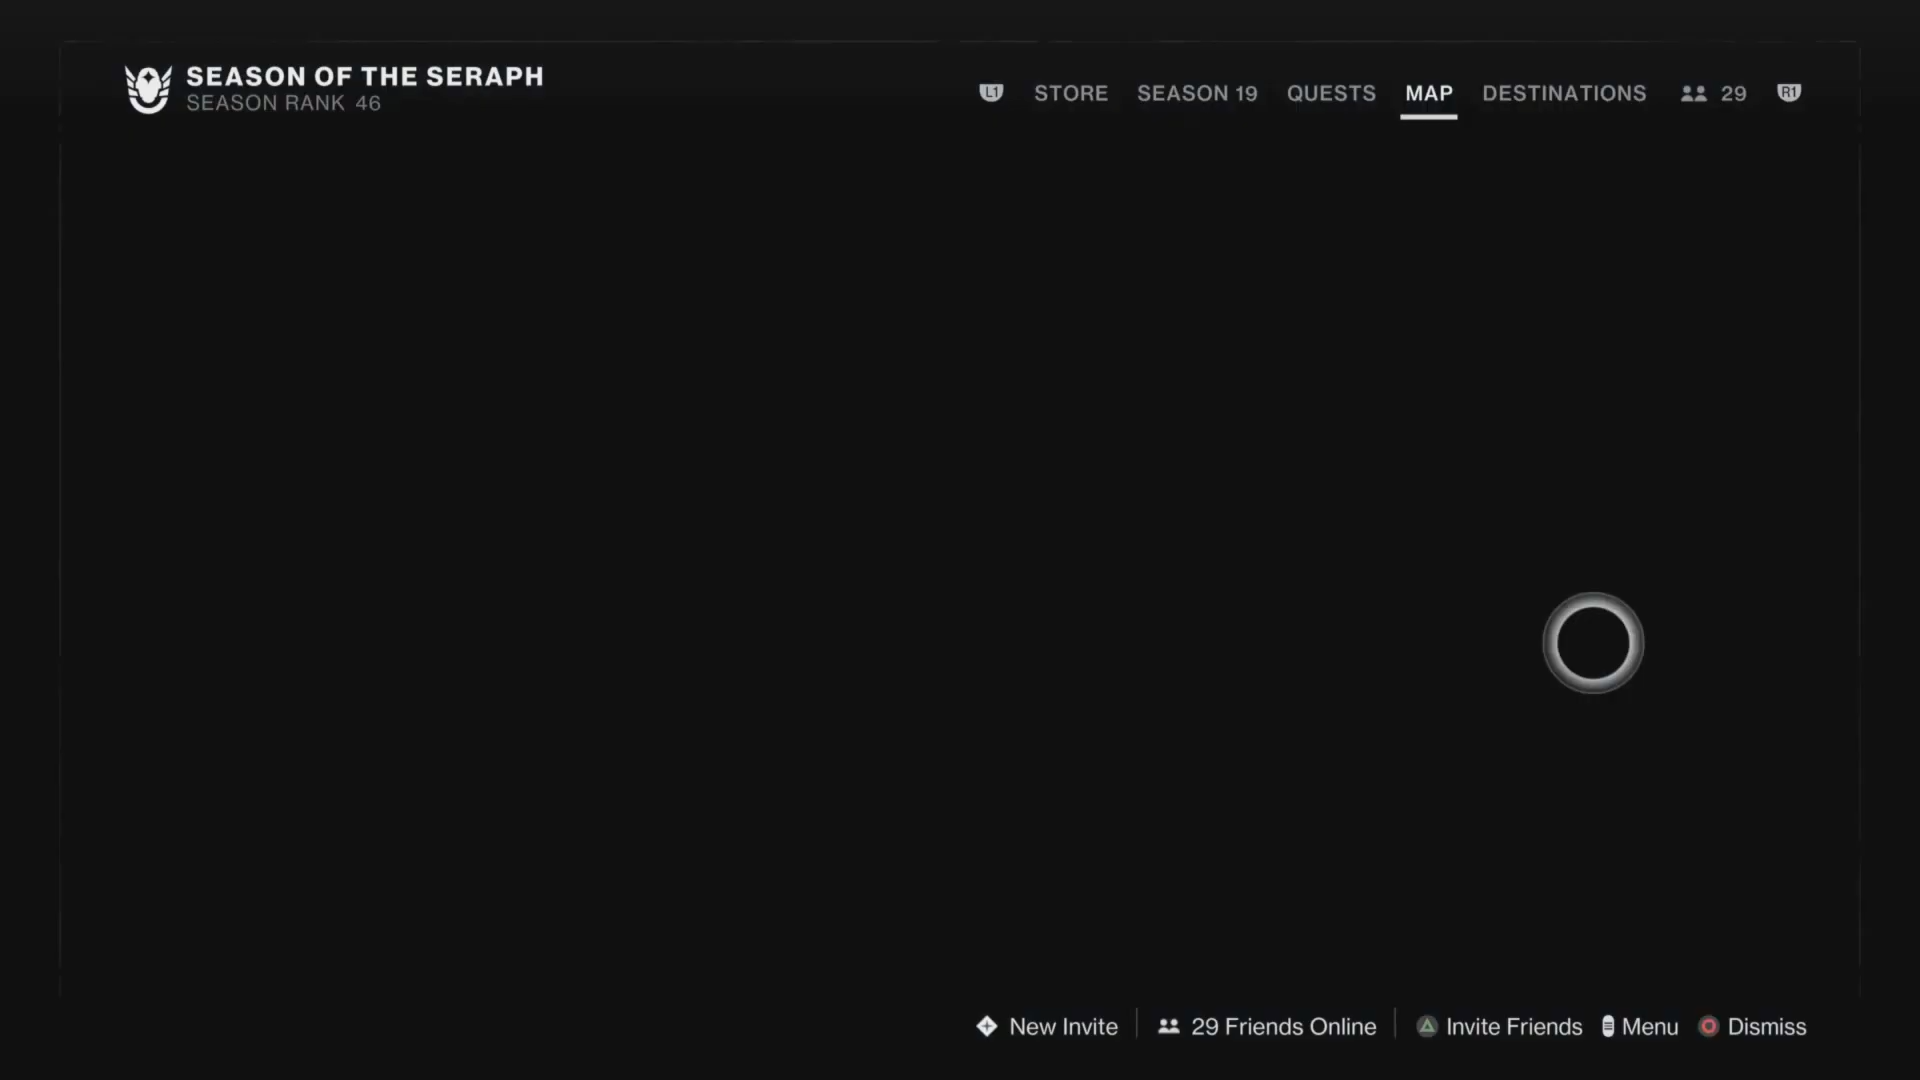 SEASON OF THE SERAPH
SEASON RANK 46
L1 STORE SEASON 19 QUESTS MAP DESTINATIONS 29 R1
New Invite 29 Friends Online Invite Friends Menu Dismiss